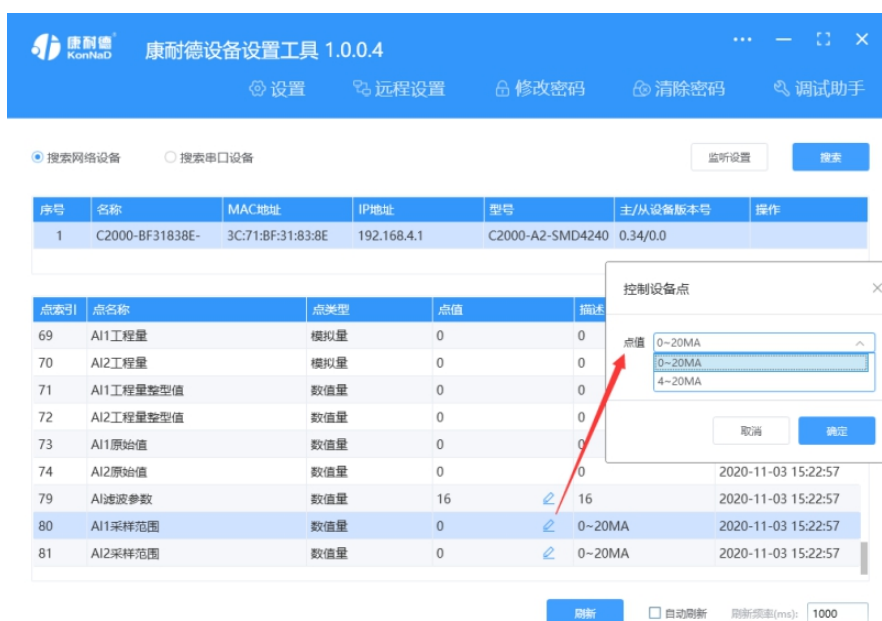 康耐德
KonNaD
康耐德设备设置工具 1.0.0.4
设置 远程设置 修改密码 清除密码 调试助手
搜索网络设备 搜索串口设备 监听设置 搜索
序号 名称 MAC地址 IP地址 型号 主/从设备版本号 操作
1 C2000-BF31838E- 3C:71:BF:31:83:8E 192.168.4.1 C2000-A2-SMD4240 0.34/0.0
控制设备点
点值 0~20MA
0~20MA
4~20MA
取消 确定
点索引 点名称 点类型 点值 描述
69 AI1工程量 模拟量 0 0
70 AI2工程量 模拟量 0 0
71 AI1工程量整型值 数值量 0 0
72 AI2工程量整型值 数值量 0 0
73 AI1原始值 数值量 0 0
74 AI2原始值 数值量 0 0 2020-11-03 15:22:57
79 AI滤波参数 数值量 16 16 2020-11-03 15:22:57
80 AI1采样范围 数值量 0 0~20MA 2020-11-03 15:22:57
81 AI2采样范围 数值量 0 0~20MA 2020-11-03 15:22:57
刷新 自动刷新 刷新频率(ms): 1000